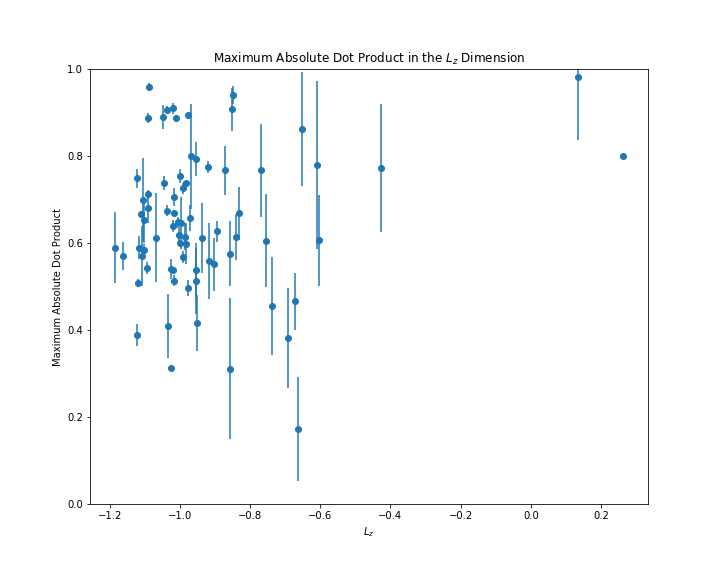 Maximum Absolute Dot Product in the $L_z$ Dimension
1.0
0.8
0.6
0.4
0.2
0.0
Maximum Absolute Dot Product
−1.2 −1.0 −0.8 −0.6 −0.4 −0.2 0.0 0.2
$L_z$